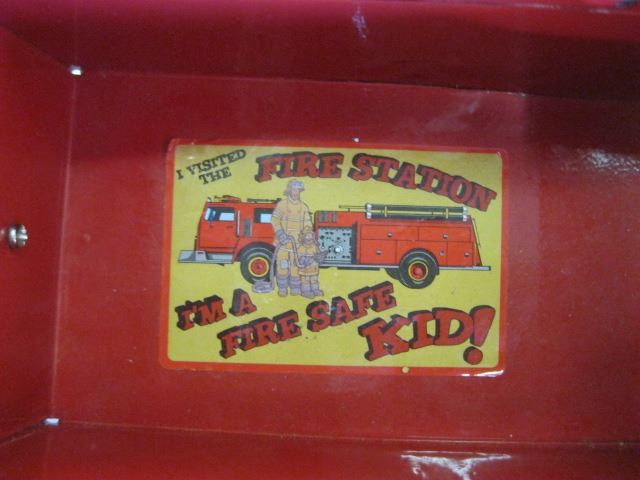 I VISITED
THE
FIRE STATION
I'M A
FIRE SAFE
KID!